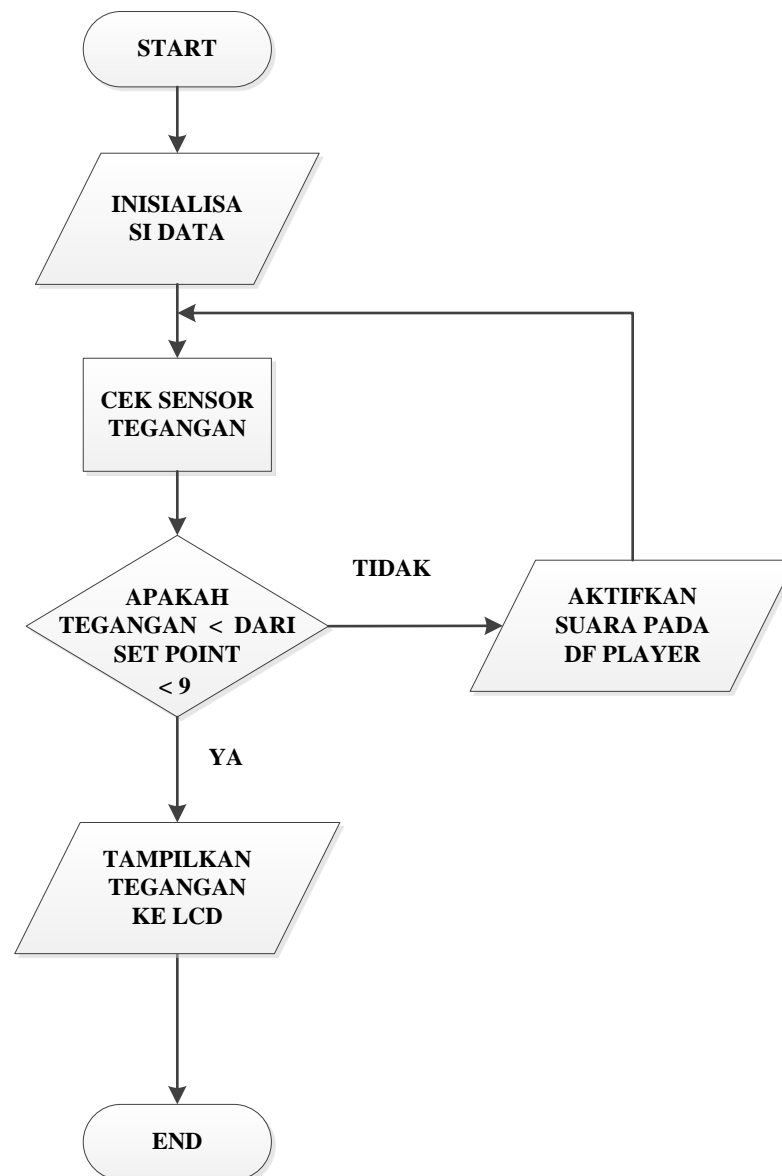 START
INISIALISA
SI DATA
CEK SENSOR
TEGANGAN
APAKAH
TEGANGAN < DARI
SET POINT
< 9
TIDAK
AKTIFKAN
SUARA PADA
DF PLAYER
YA
TAMPILKAN
TEGANGAN
KE LCD
END